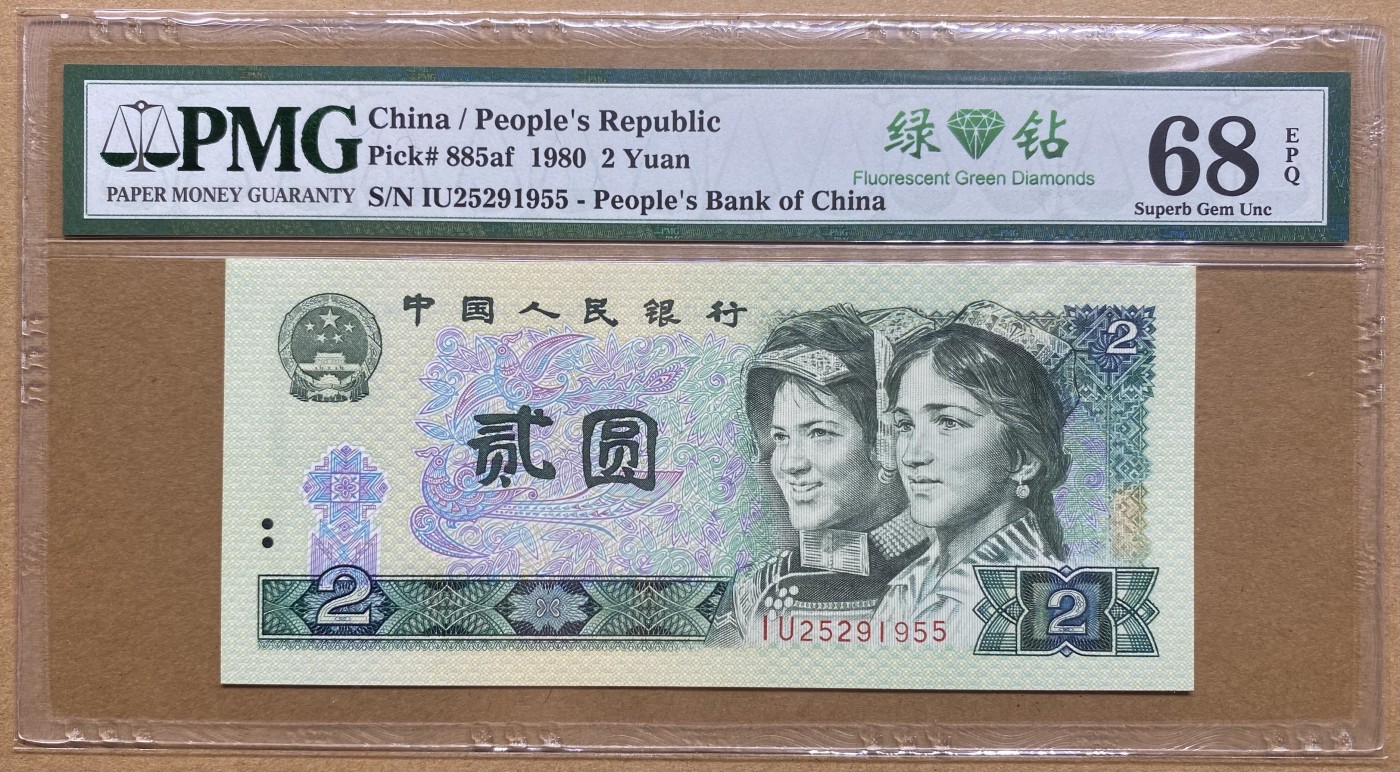 PMG
PAPER MONEY GUARANTY
China / People's Republic
Pick# 885af 1980 2 Yuan
S/N IU25291955 - People's Bank of China
绿 钻
Fluorescent Green Diamonds
68
EPQ
Superb Gem Unc
中国人民银行
2
贰圆
2
2
IU25291955